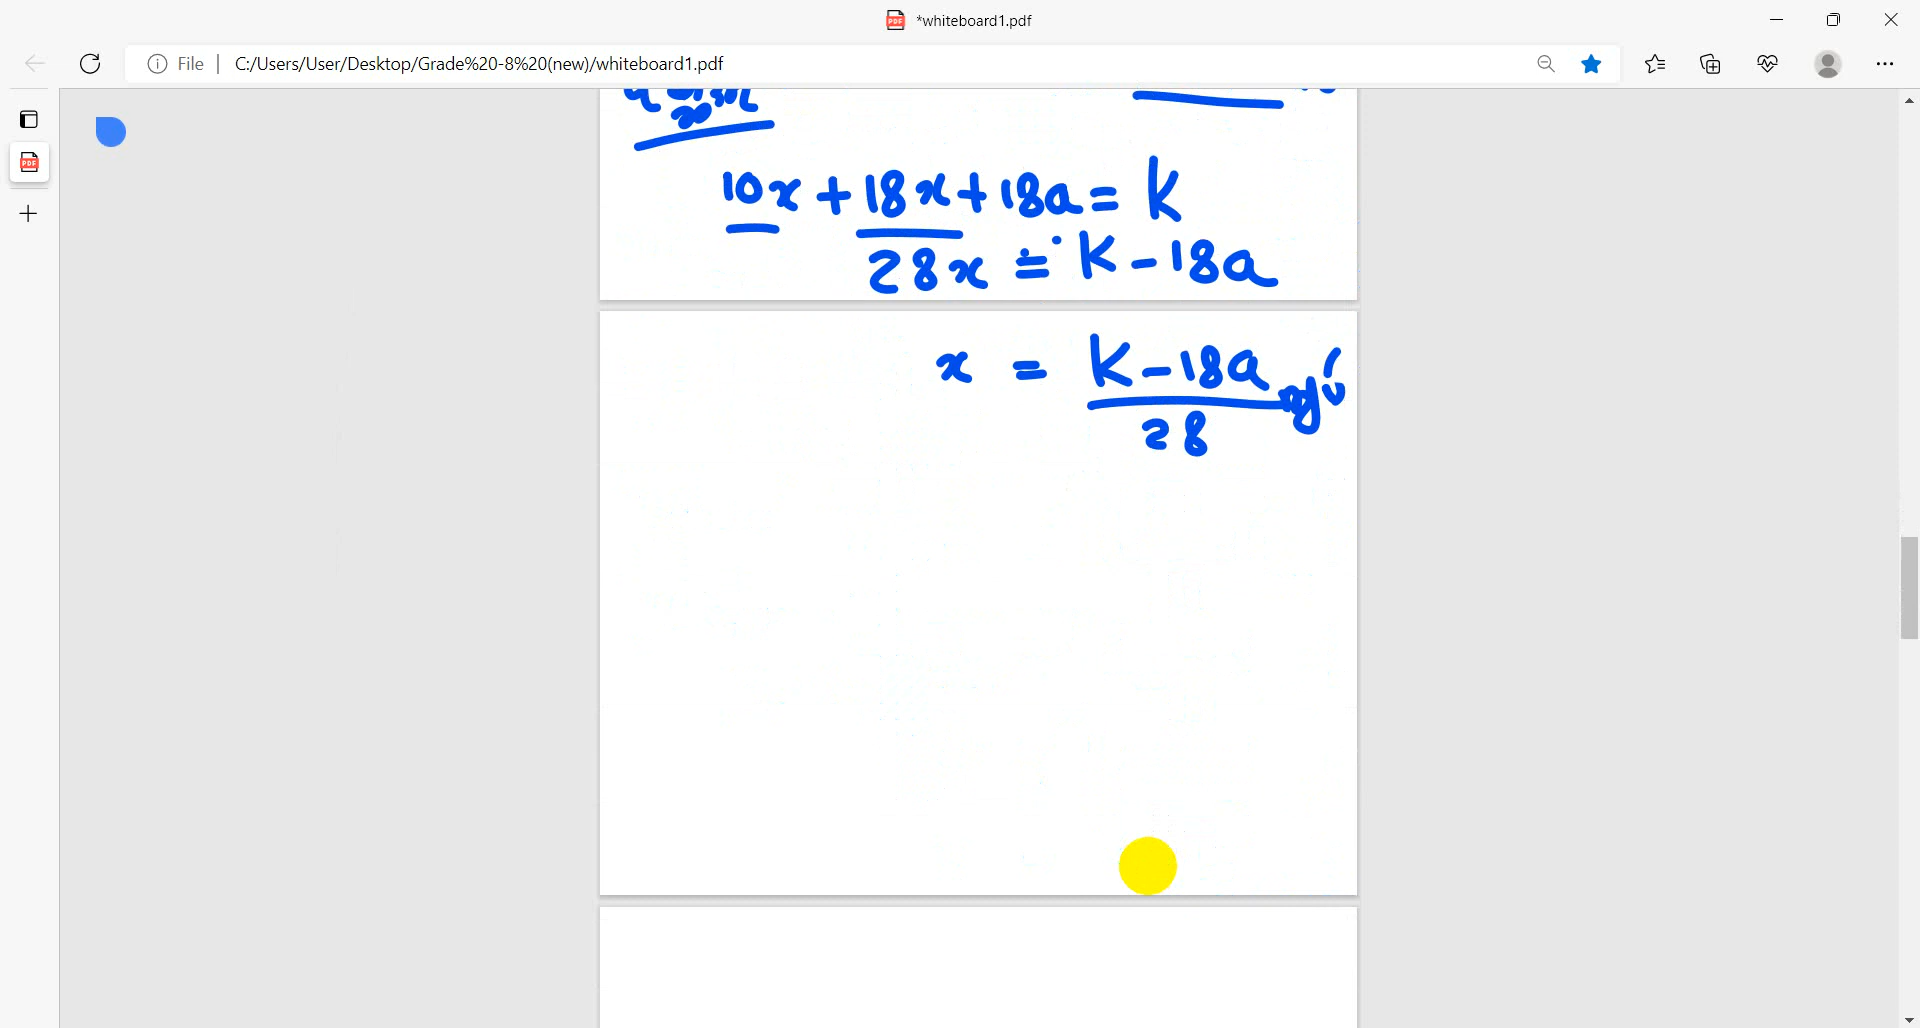 *whiteboard1.pdf
File C:/Users/User/Desktop/Grade%20-8%20(new)/whiteboard1.pdf
10x + 18x + 18a = K
28x = K - 18a
x = K - 18a
28